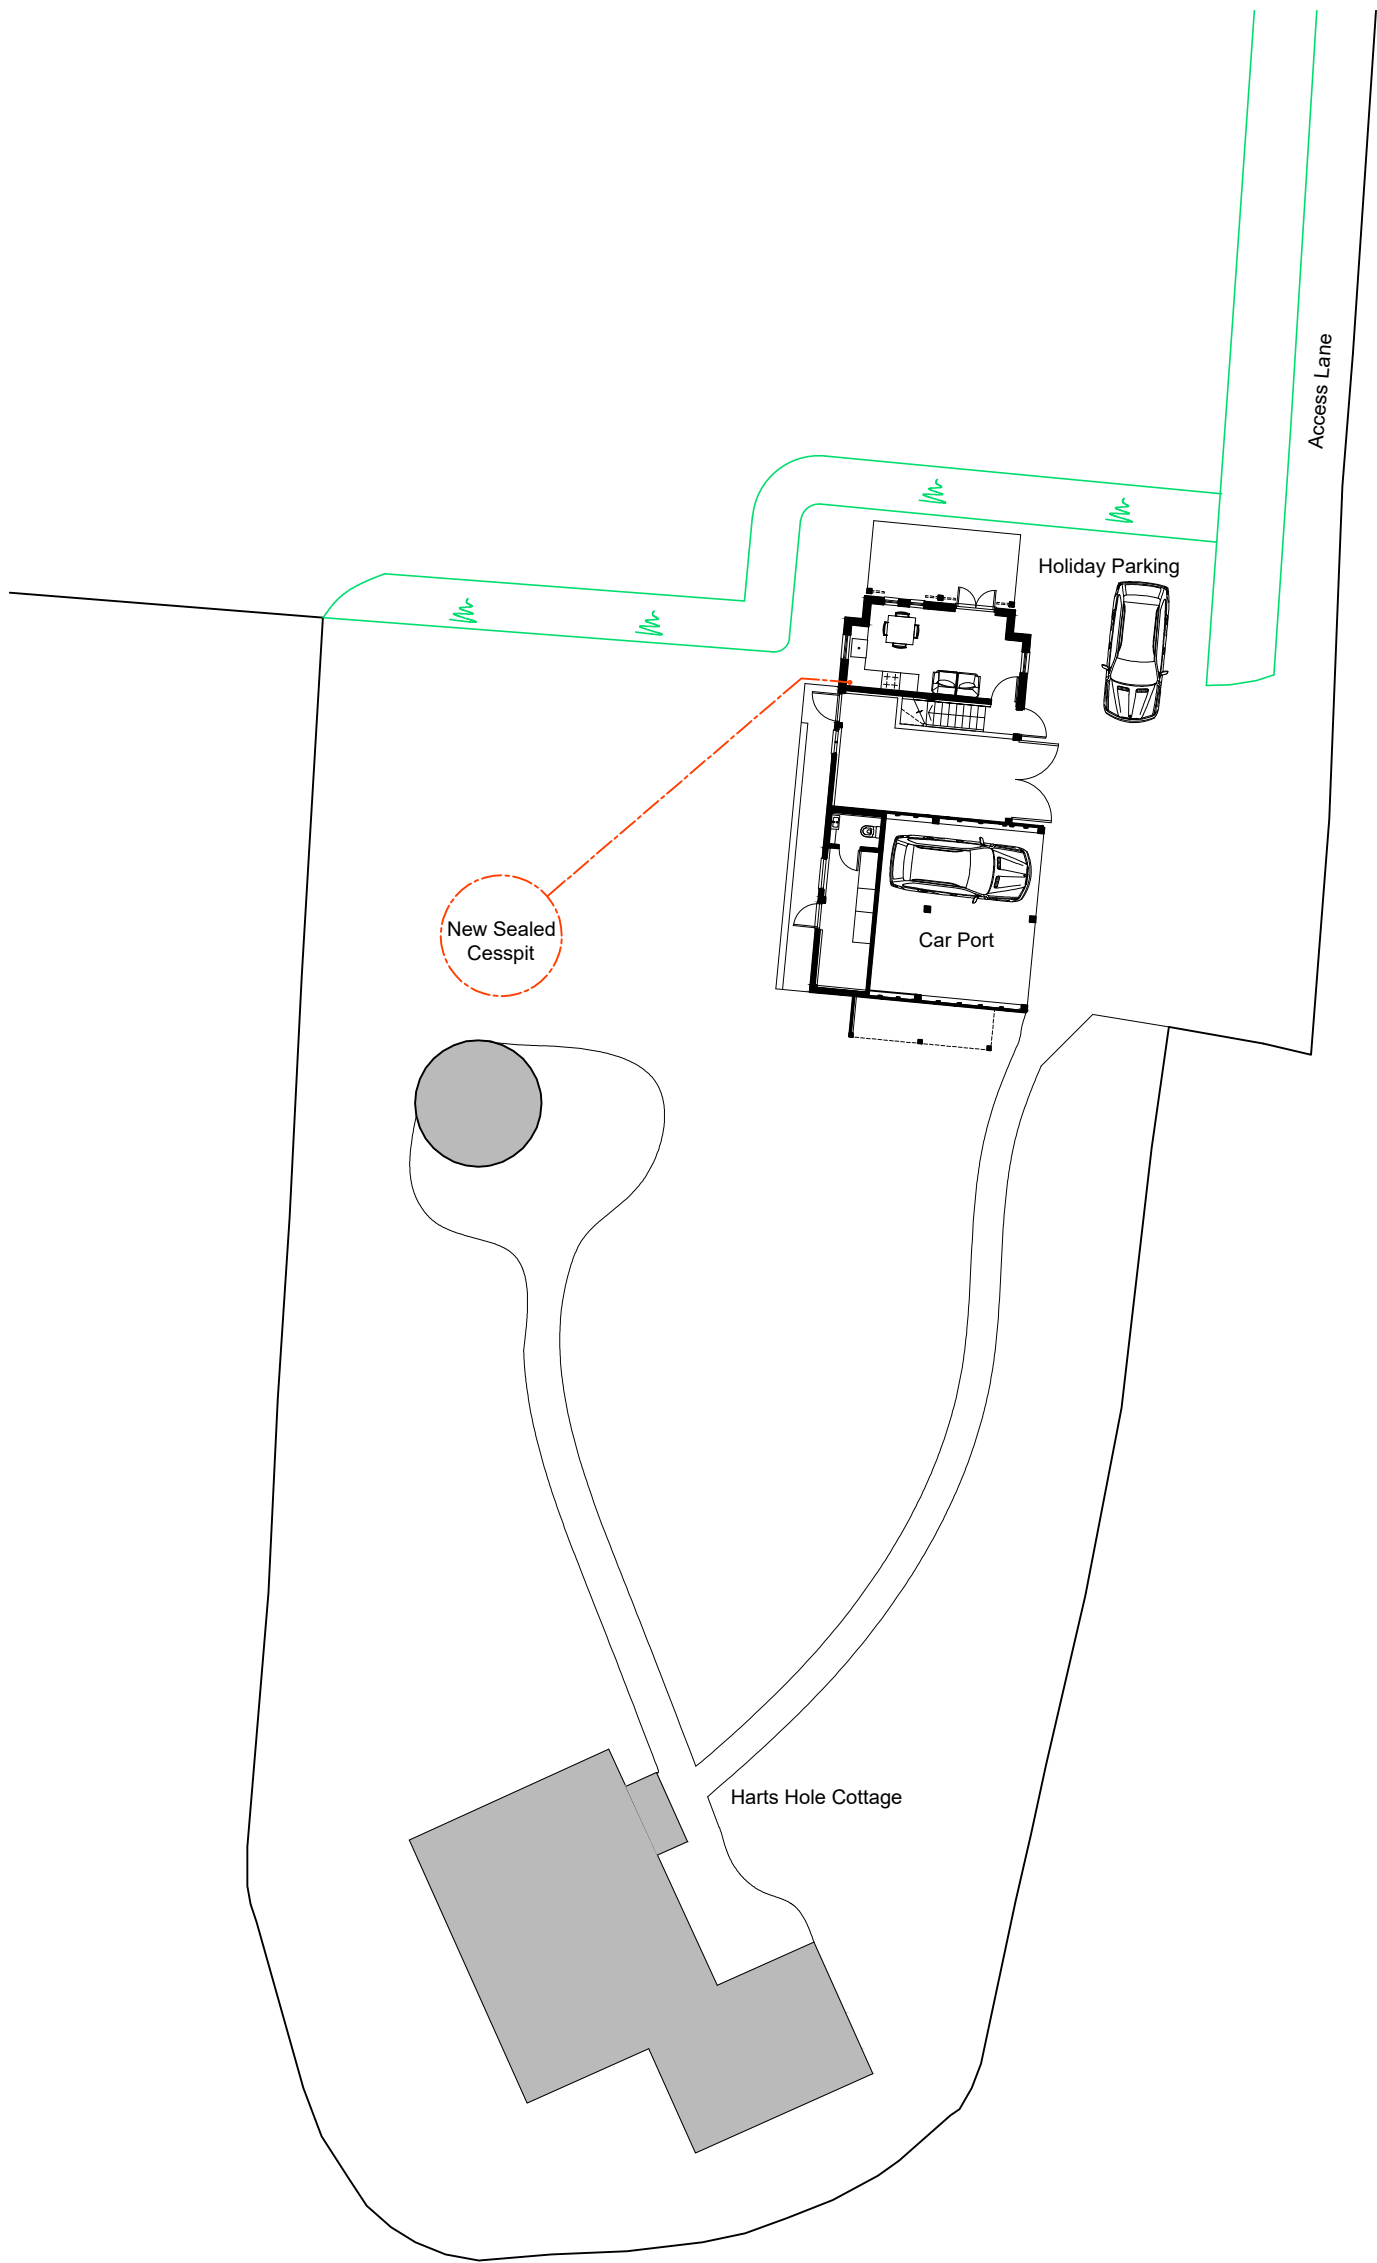 Access Lane
Holiday Parking
New Sealed
Cesspit
Car Port
Harts Hole Cottage